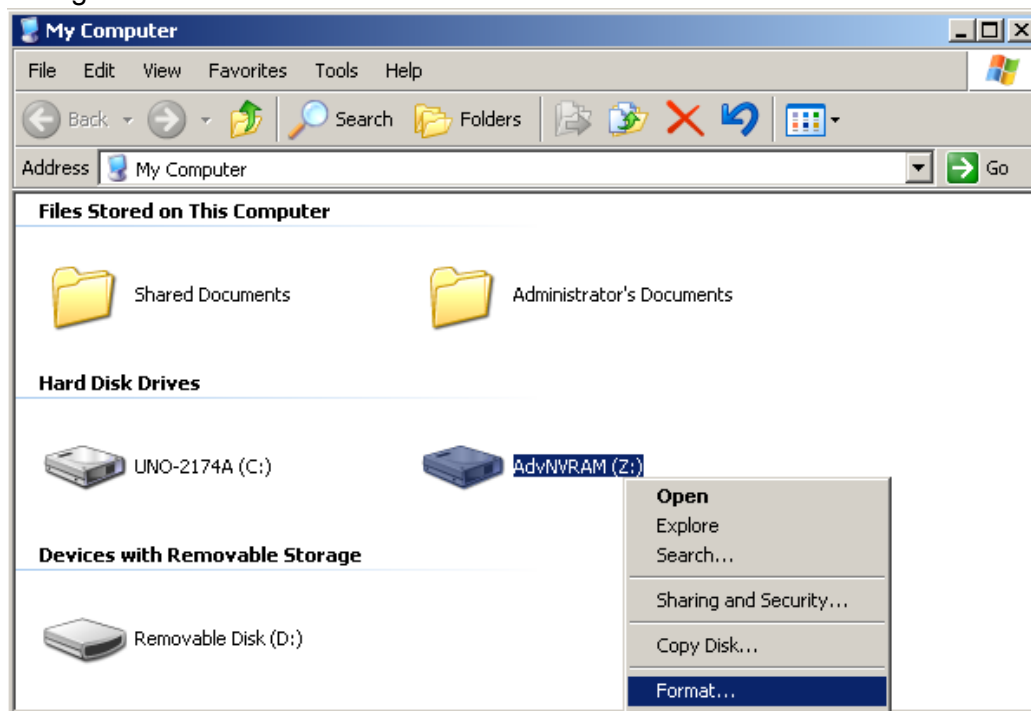 My Computer
File Edit View Favorites Tools Help
Back Search Folders
Address My Computer Go
Files Stored on This Computer
Shared Documents Administrator's Documents
Hard Disk Drives
UNO-2174A (C:) AdvNVRAM (Z:)
Open
Explore
Devices with Removable Storage Search...
Sharing and Security...
Removable Disk (D:) Copy Disk...
Format...